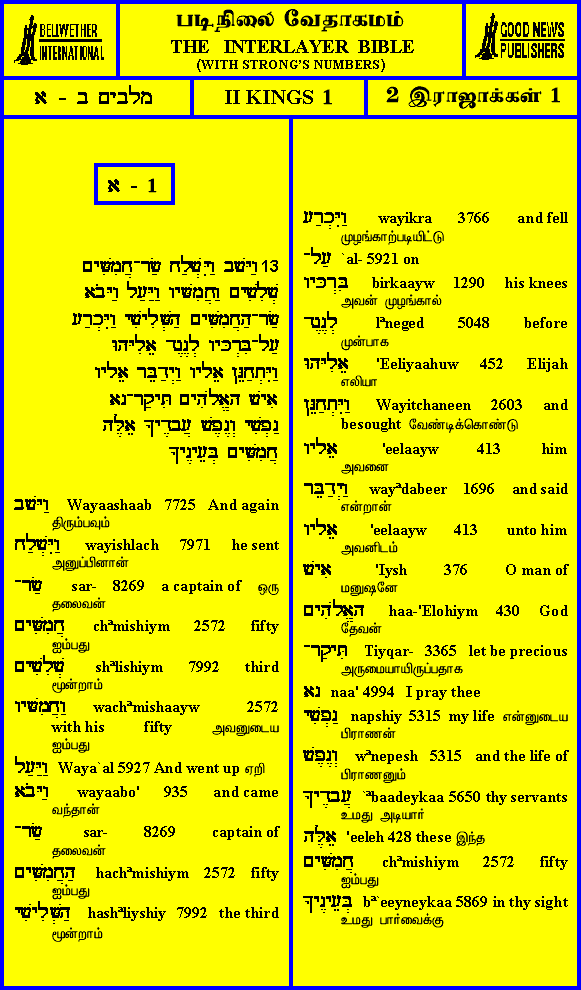 BELLWETHER
INTERNATIONAL
படிநிலை வேதாகமம்
THE INTERLAYER BIBLE
(WITH STRONG'S NUMBERS)
GOOD NEWS
PUBLISHERS
מלכים ב - א
II KINGS 1
2 இராஜாக்கள் 1
א - 1
13 וַיָּשׁב וַיִּשְׁלַח שַׂר־חֲמִשִּׁים
שְׁלִשִׁים וַחֲמִשָּׁיו וַיַּעַל וַיָּבֹא
שַׂר־הַחֲמִשִּׁים הַשְּׁלִישִׁי וַיִּכְרַע
עַל־בִּרְכָּיו לְנֶגֶד אֵלִיָּהוּ
וַיִּתְחַנֵּן אֵלָיו וַיְדַבֵּר אֵלָיו
אִישׁ הָאֱלֹהִים תִּיקַר־נָא
נַפְשִׁי וְנֶפֶשׁ עֲבָדֶיךָ אֵלֶּה
חֲמִשִּׁים בְּעֵינֶיךָ
וַיָּשׁב Wayaashaab 7725 And again
திரும்பவும்
וַיִּשְׁלַח wayishlach 7971 he sent
அனுப்பினான்
שַׂר־ sar- 8269 a captain of ஒரு
தலைவன்
חֲמִשִּׁים chªmishiym 2572 fifty
ஐம்பது
שְׁלִשִׁים shªlishiym 7992 third
மூன்றாம்
וַחֲמִשָּׁיו wachªmishaayw 2572
with his fifty அவனுடைய
ஐம்பது
וַיַּעַל Waya`al 5927 And went up ஏறி
וַיָּבֹא wayaabo' 935 and came
வந்தான்
שַׂר־ sar- 8269 captain of
தலைவன்
הַחֲמִשִּׁים hachªmishiym 2572 fifty
ஐம்பது
הַשְּׁלִישִׁי hashªliyshiy 7992 the third
மூன்றாம்
וַיִּכְרַע wayikra 3766 and fell
முழங்காற்படியிட்டு
עַל־ `al- 5921 on
בִּרְכָּיו birkaayw 1290 his knees
அவன் முழங்கால்
לְנֶגֶד lªneged 5048 before
முன்பாக
אֵלִיָּהוּ 'Eeliyaahuw 452 Elijah
எலியா
וַיִּתְחַנֵּן Wayitchaneen 2603 and
besought வேண்டிக்கொண்டு
אֵלָיו 'eelaayw 413 him
அவனை
וַיְדַבֵּר wayªdabeer 1696 and said
என்றான்
אֵלָיו 'eelaayw 413 unto him
அவனிடம்
אִישׁ 'Iysh 376 O man of
மனுஷனே
הָאֱלֹהִים haa-'Elohiym 430 God
தேவன்
תִּיקַר־ Tiyqar- 3365 let be precious
அருமையாயிருப்பதாக
נָא naa' 4994 I pray thee
נַפְשִׁי napshiy 5315 my life என்னுடைய
பிராணன்
וְנֶפֶשׁ wªnepesh 5315 and the life of
பிராணனும்
עֲבָדֶיךָ `ªbaadeykaa 5650 thy servants
உமது அடியார்
אֵלֶּה 'eeleh 428 these இந்த
חֲמִשִּׁים chªmishiym 2572 fifty
ஐம்பது
בְּעֵינֶיךָ bª`eeyneykaa 5869 in thy sight
உமது பார்வைக்கு